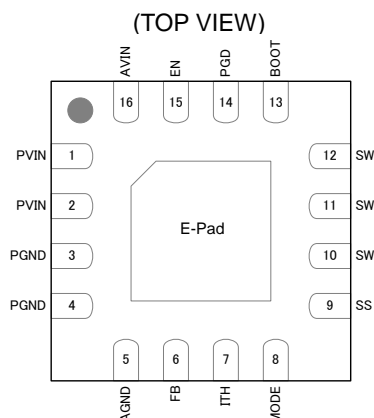 (TOP VIEW)
AVIN
EN
PGD
BOOT
16
15
14
13
PVIN 1
12 SW
PVIN 2
11 SW
E-Pad
PGND 3
10 SW
PGND 4
9 SS
5
6
7
8
AGND
FB
ITH
MODE